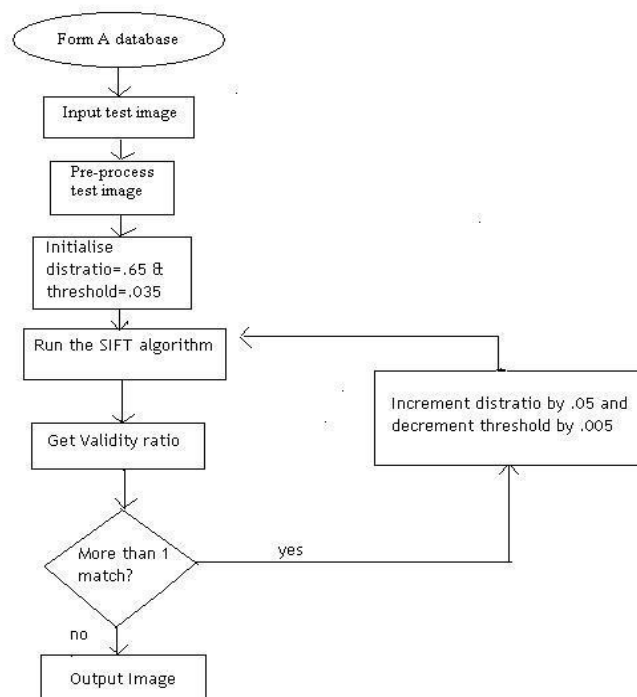 Form A database
Input test image
Pre-process
test image
Initialise
distratio=.65 &
threshold=.035
Run the SIFT algorithm
Increment distratio by .05 and
decrement threshold by .005
Get Validity ratio
More than 1
match?
yes
no
Output Image